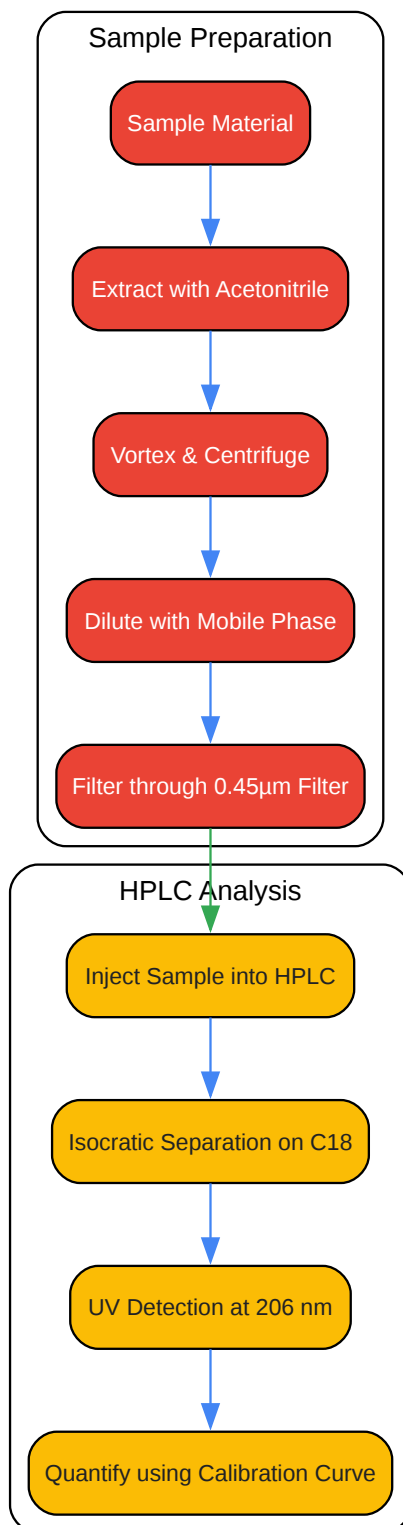 Sample Preparation
Sample Material
Extract with Acetonitrile
Vortex & Centrifuge
Dilute with Mobile Phase
Filter through 0.45µm Filter
HPLC Analysis
Inject Sample into HPLC
Isocratic Separation on C18
UV Detection at 206 nm
Quantify using Calibration Curve